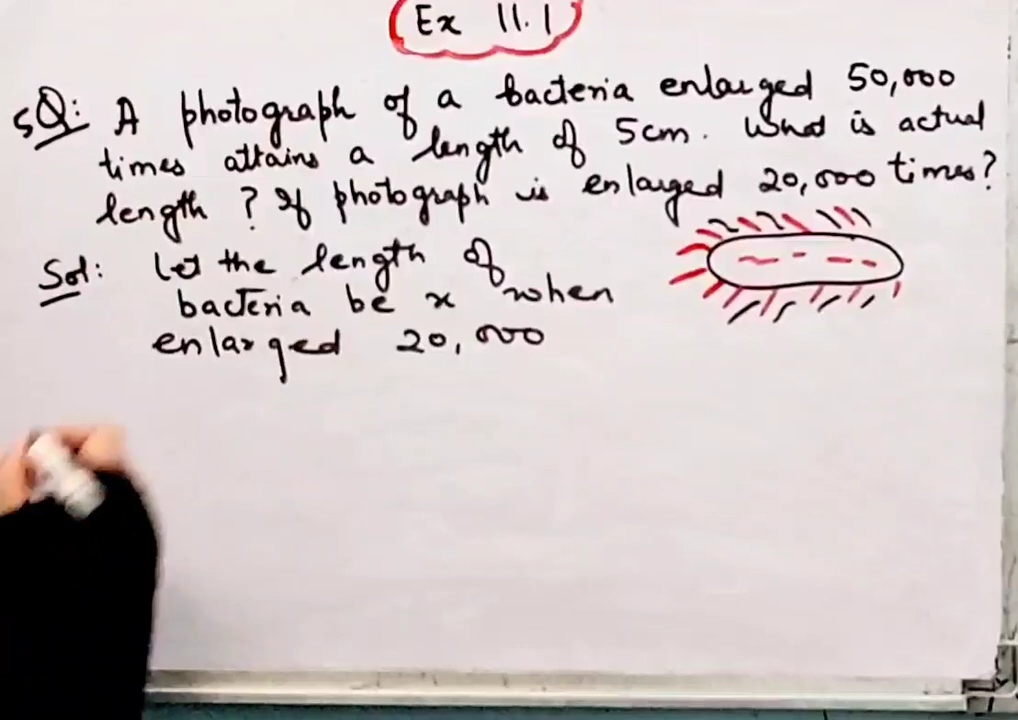 Ex 11.1
5Q: A photograph of a bacteria enlarged 50,000
times attains a length of 5cm. What is actual
length? If photograph is enlarged 20,000 times?
Sol: Let the length of
bacteria be x when
enlarged 20,000